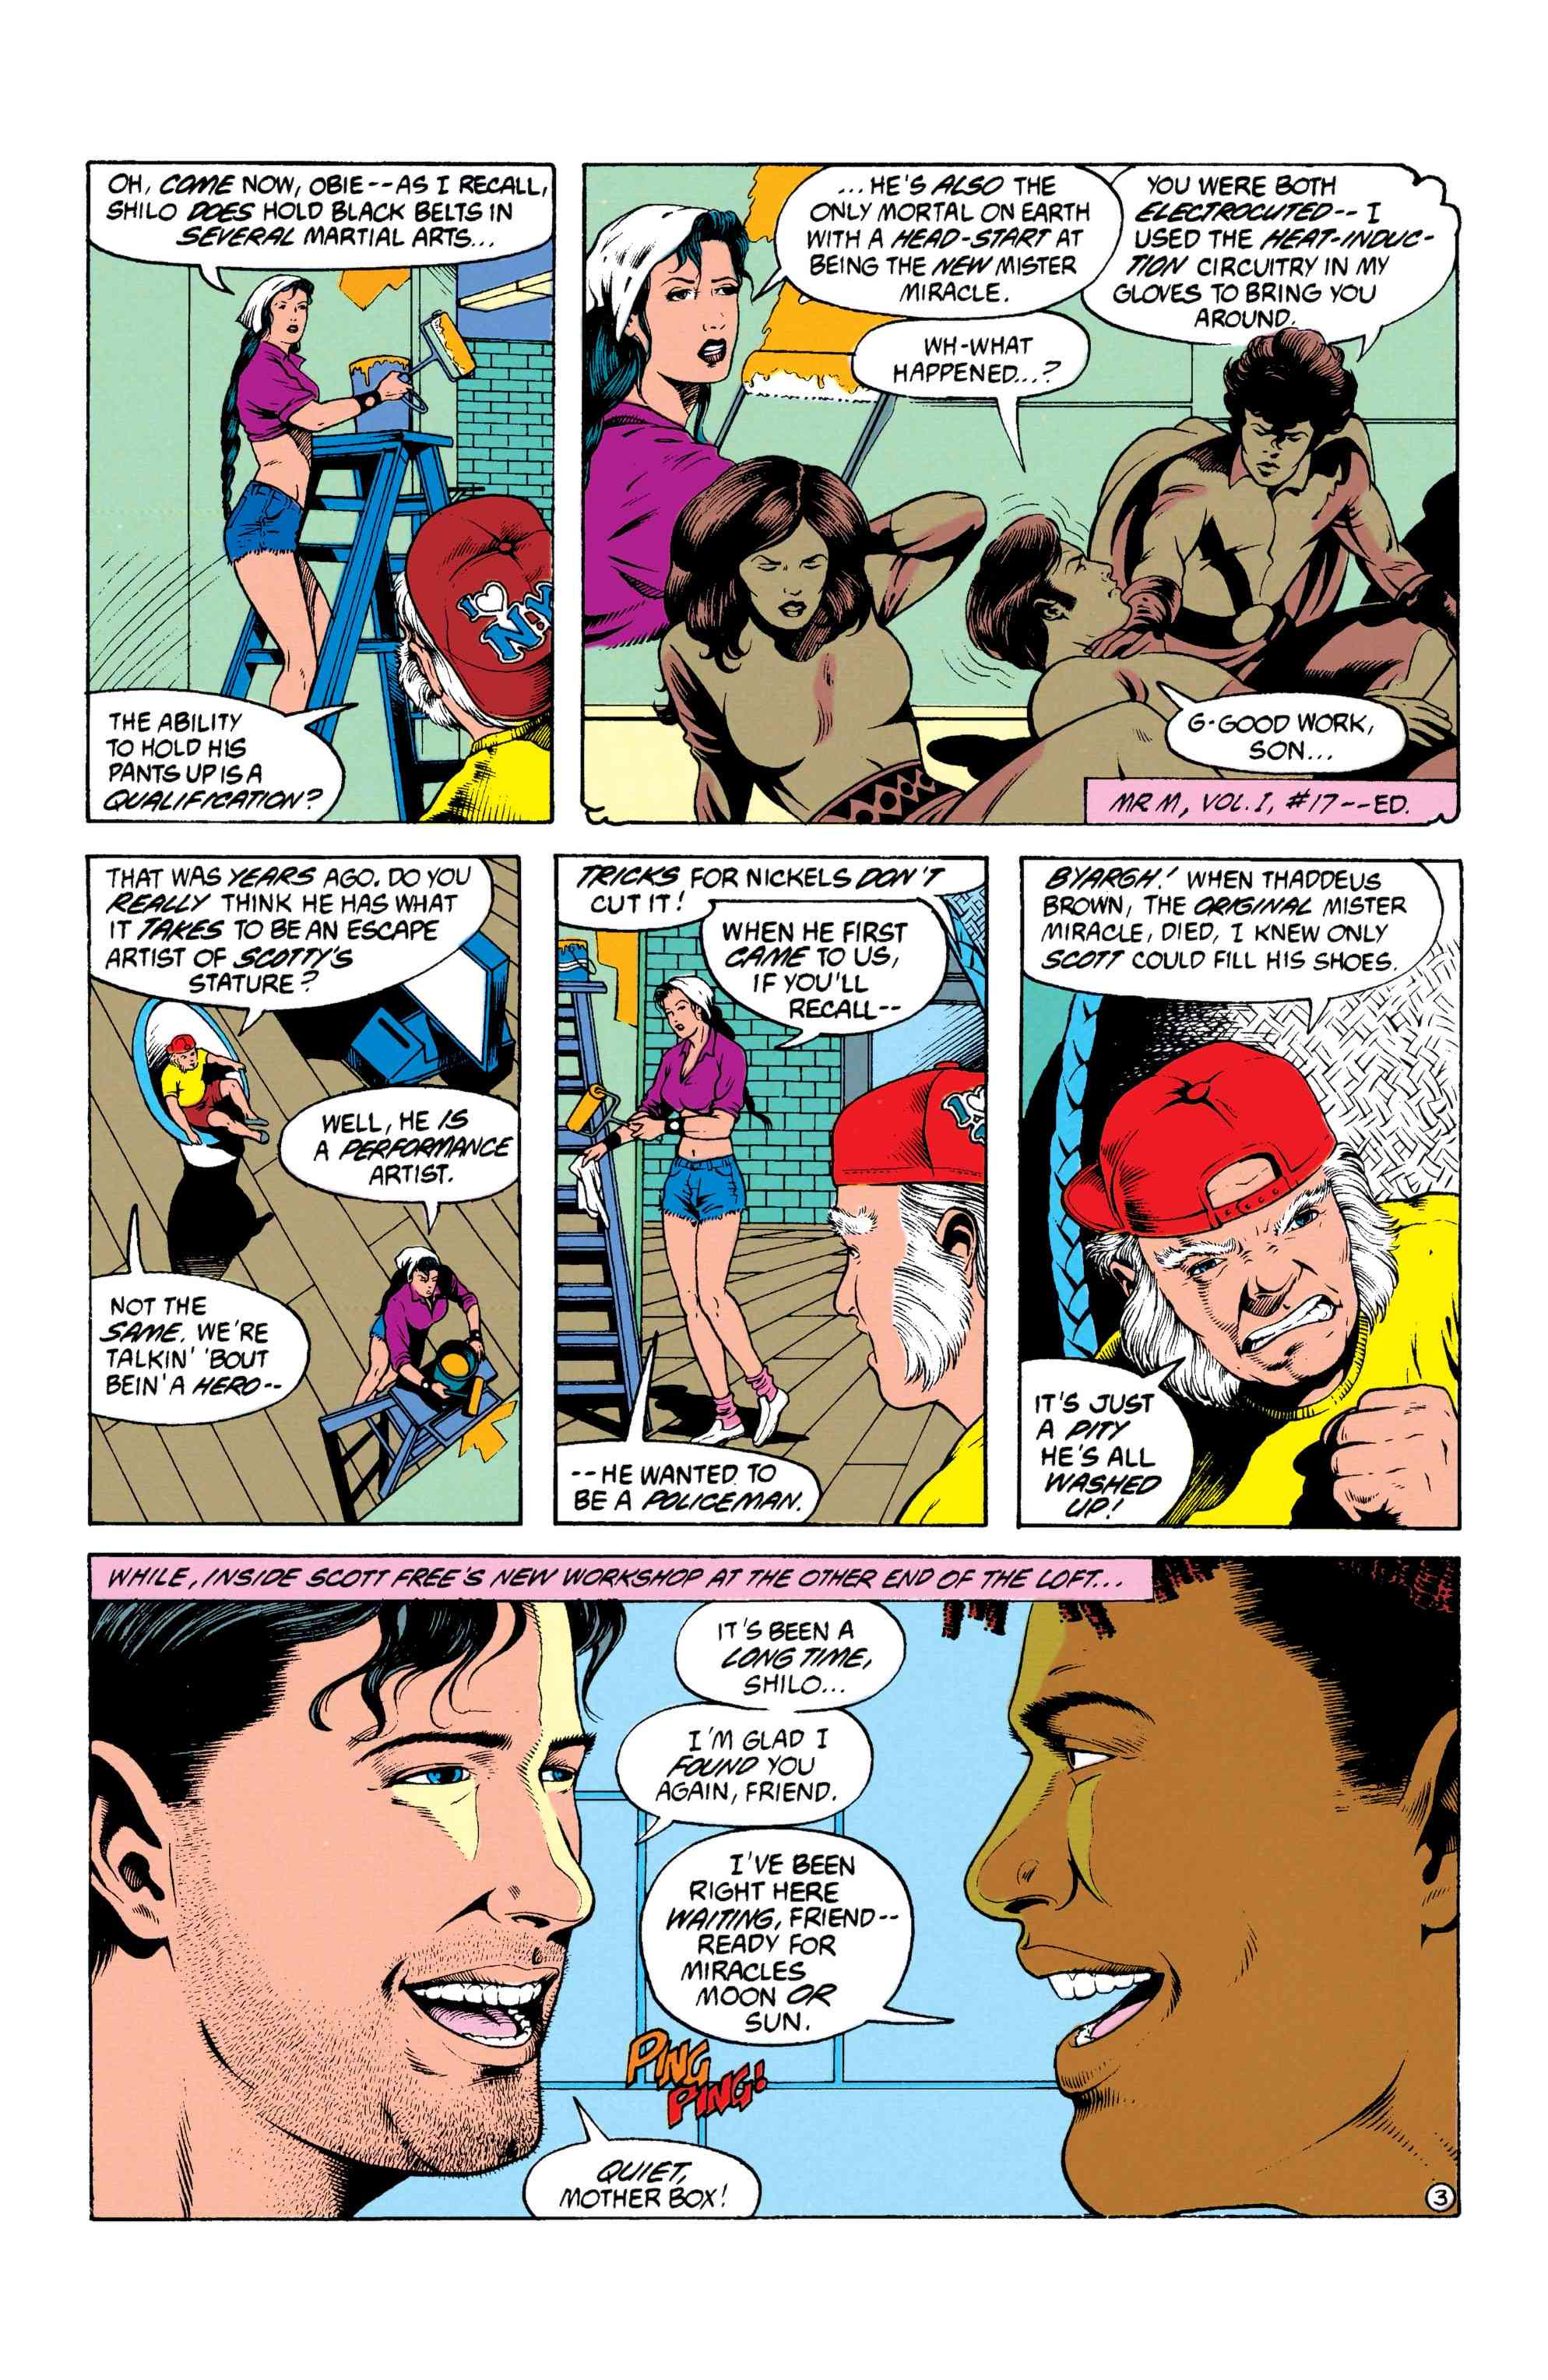 OH, COME NOW, OBIE--AS I RECALL,
SHILO DOES HOLD BLACK BELTS IN
SEVERAL MARTIAL ARTS...
I ♥
N.Y.
THE ABILITY
TO HOLD HIS
PANTS UP IS A
QUALIFICATION?
...HE'S ALSO THE
ONLY MORTAL ON EARTH
WITH A HEAD-START AT
BEING THE NEW MISTER
MIRACLE.
WH-WHAT
HAPPENED...?
YOU WERE BOTH
ELECTROCUTED-- I
USED THE HEAT-INDUC-
TION CIRCUITRY IN MY
GLOVES TO BRING YOU
AROUND.
G-GOOD WORK,
SON...
MR M, VOL. I, #17--ED.
THAT WAS YEARS AGO. DO YOU
REALLY THINK HE HAS WHAT
IT TAKES TO BE AN ESCAPE
ARTIST OF SCOTTY'S
STATURE?
WELL, HE IS
A PERFORMANCE
ARTIST.
NOT THE
SAME. WE'RE
TALKIN' 'BOUT
BEIN' A HERO--
TRICKS FOR NICKELS DON'T
CUT IT!
WHEN HE FIRST
CAME TO US,
IF YOU'LL
RECALL--
--HE WANTED TO
BE A POLICEMAN.
BYARGH! WHEN THADDEUS
BROWN, THE ORIGINAL MISTER
MIRACLE, DIED, I KNEW ONLY
SCOTT COULD FILL HIS SHOES.
IT'S JUST
A PITY
HE'S ALL
WASHED
UP!
WHILE, INSIDE SCOTT FREE'S NEW WORKSHOP AT THE OTHER END OF THE LOFT...
IT'S BEEN A
LONG TIME,
SHILO...
I'M GLAD I
FOUND YOU
AGAIN, FRIEND.
I'VE BEEN
RIGHT HERE
WAITING, FRIEND--
READY FOR
MIRACLES
MOON OR
SUN.
PING
PING!
QUIET,
MOTHER BOX!
3